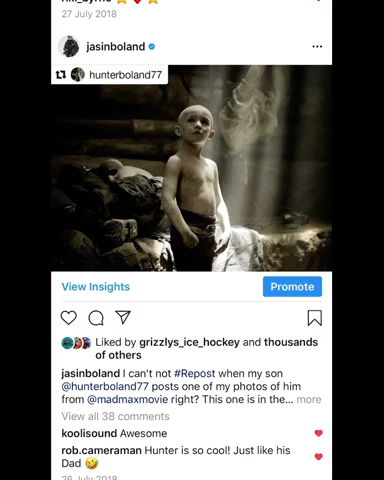 27 July 2018
jasinboland
hunterboland77
View Insights
Promote
Liked by grizzlys_ice_hockey and thousands
of others
jasinboland I can't not #Repost when my son
@hunterboland77 posts one of my photos of him
from @madmaxmovie right? This one is in the... more
View all 38 comments
koolisound Awesome
rob.cameraman Hunter is so cool! Just like his
Dad 🤣
26 July 2018